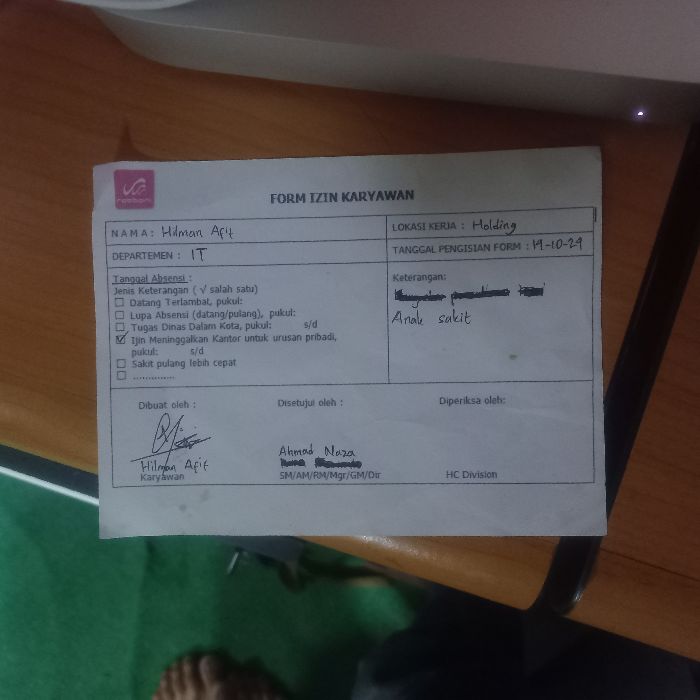 rabbani
FORM IZIN KARYAWAN
NAMA : Hilman Afif
LOKASI KERJA : Holding
DEPARTEMEN : IT
TANGGAL PENGISIAN FORM : 19-10-24
Tanggal Absensi :
Jenis Keterangan ( √ salah satu)
Datang Terlambat, pukul:
Lupa Absensi (datang/pulang), pukul:
Tugas Dinas Dalam Kota, pukul: s/d
Ijin Meninggalkan Kantor untuk urusan pribadi,
pukul: s/d
Sakit pulang lebih cepat
..............
Keterangan:
Anak sakit
Dibuat oleh :
Disetujui oleh :
Diperiksa oleh:
Hilman Afif
Karyawan
Ahmad Naza
SM/AM/RM/Mgr/GM/Dir
HC Division